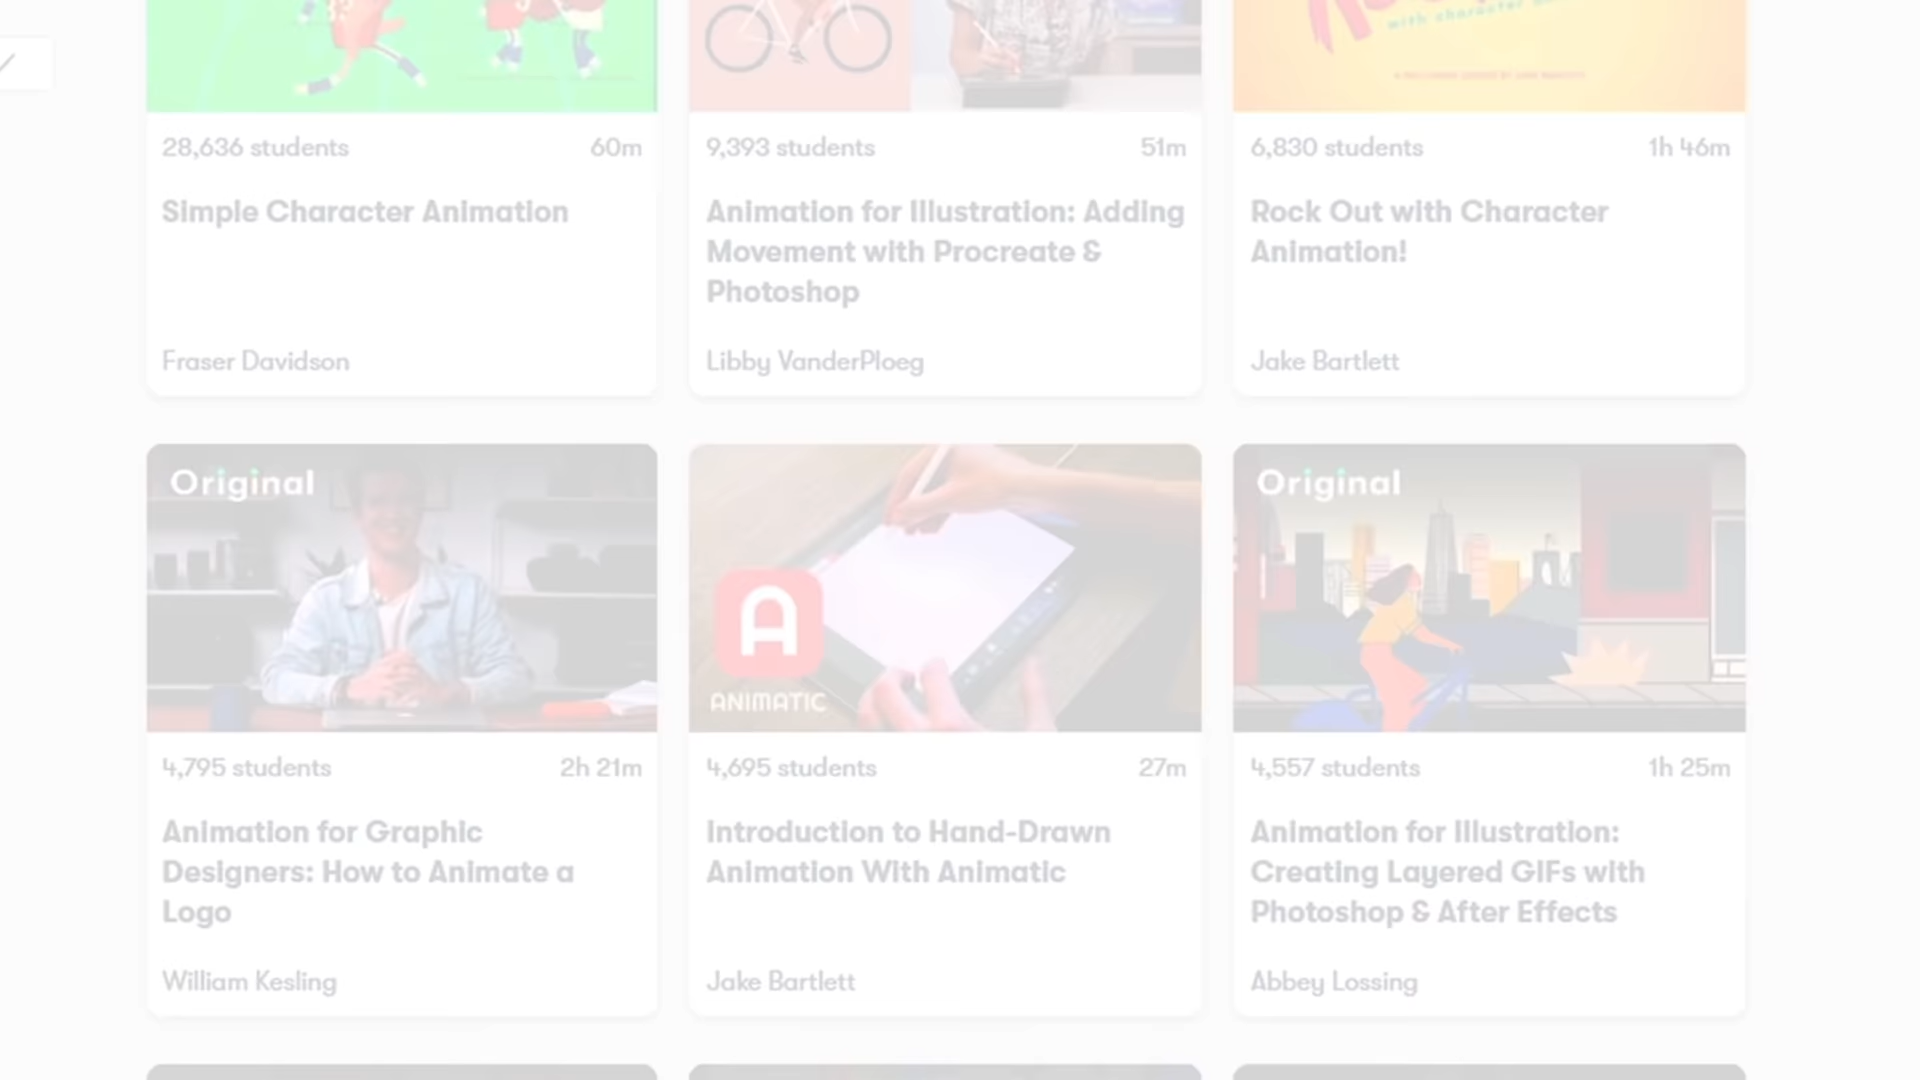 with character
28,636 students
60m
9,393 students
51m
6,830 students
1h 46m
Simple Character Animation
Animation for Illustration: Adding
Movement with Procreate &
Photoshop
Rock Out with Character
Animation!
Fraser Davidson
Libby VanderPloeg
Jake Bartlett
Original
A
ANIMATIC
Original
4,795 students
2h 21m
4,695 students
27m
4,557 students
1h 25m
Animation for Graphic
Designers: How to Animate a
Logo
Introduction to Hand-Drawn
Animation With Animatic
Animation for Illustration:
Creating Layered GIFs with
Photoshop & After Effects
William Kesling
Jake Bartlett
Abbey Lossing